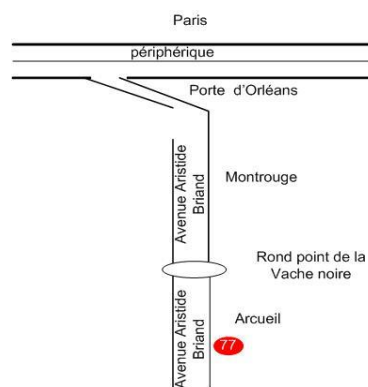 Paris
périphérique
Porte d'Orléans
Avenue Aristide
Briand
Montrouge
Rond point de la
Vache noire
Avenue Aristide
Briand
Arcueil
77